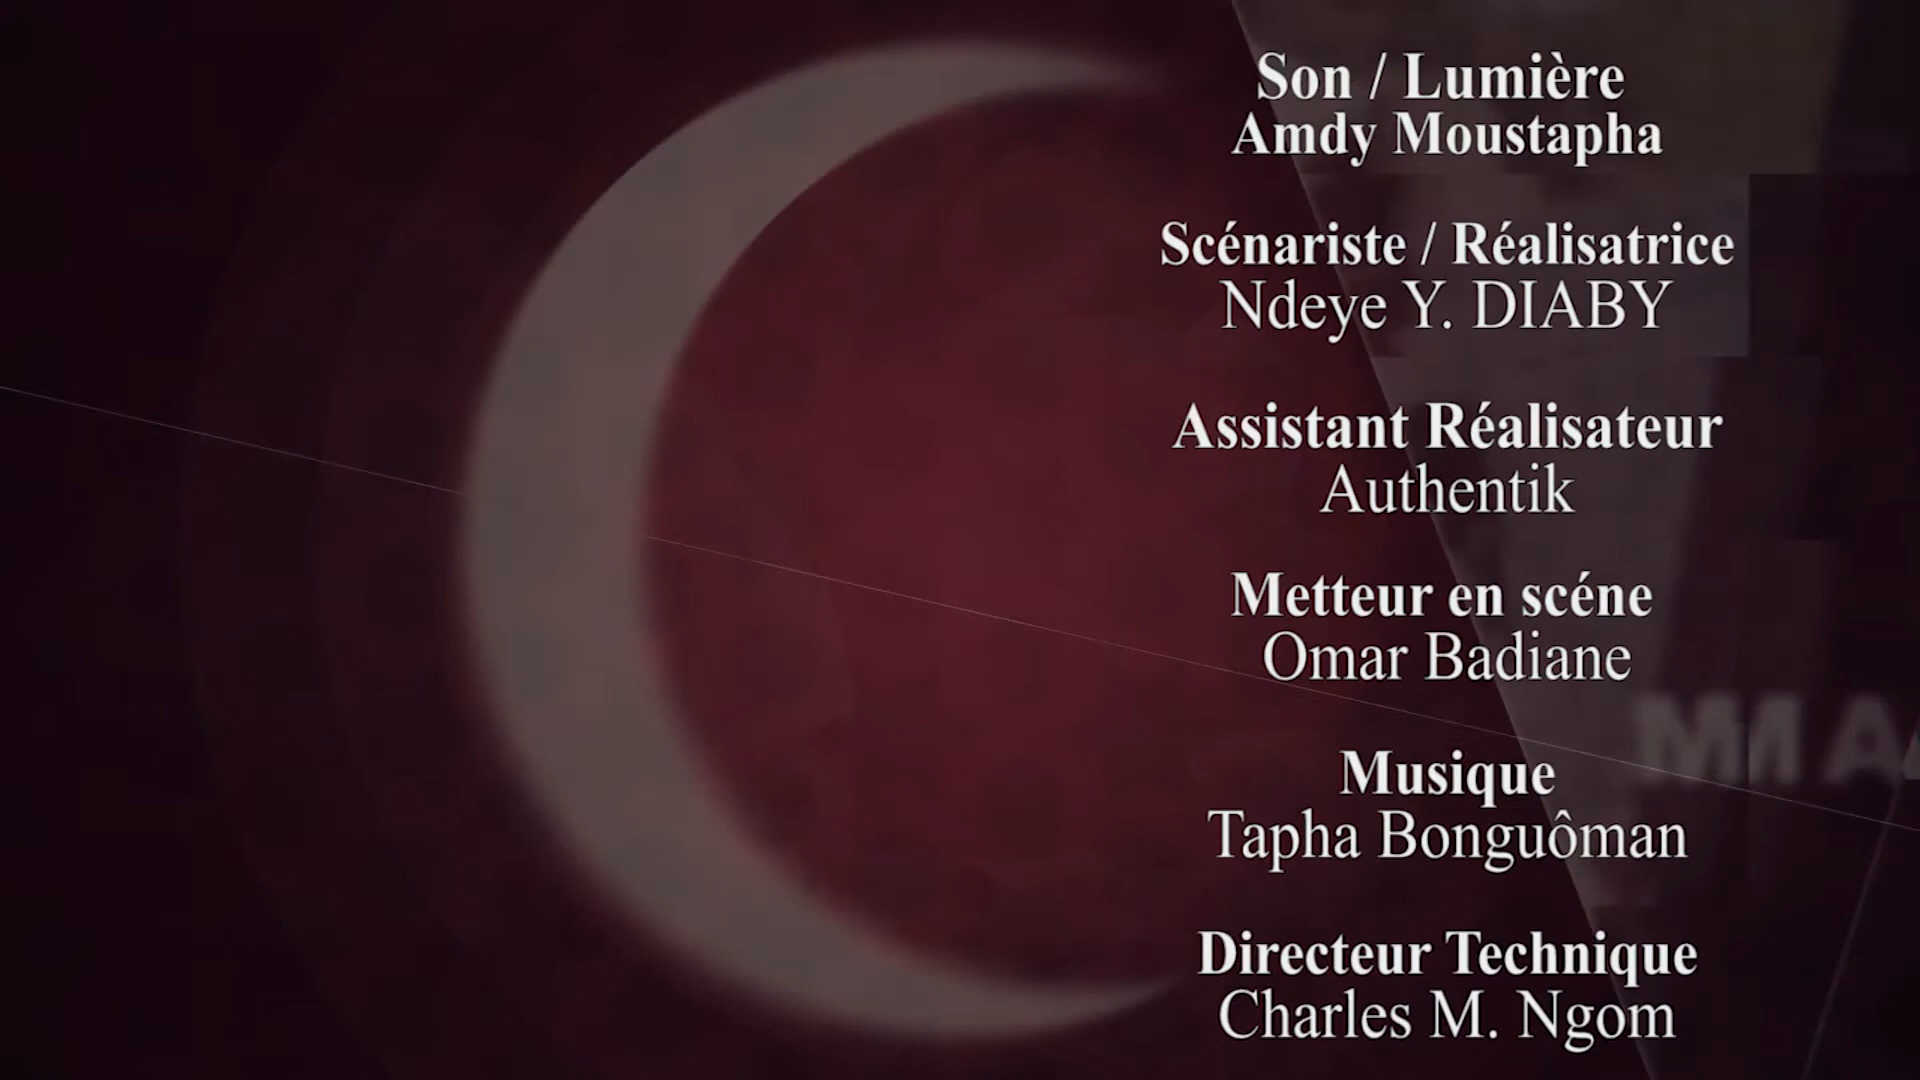 Son / Lumière
Amdy Moustapha
Scénariste / Réalisatrice
Ndeye Y. DIABY
Assistant Réalisateur
Authentik
Metteur en scéne
Omar Badiane
Musique
Tapha Bonguôman
Directeur Technique
Charles M. Ngom